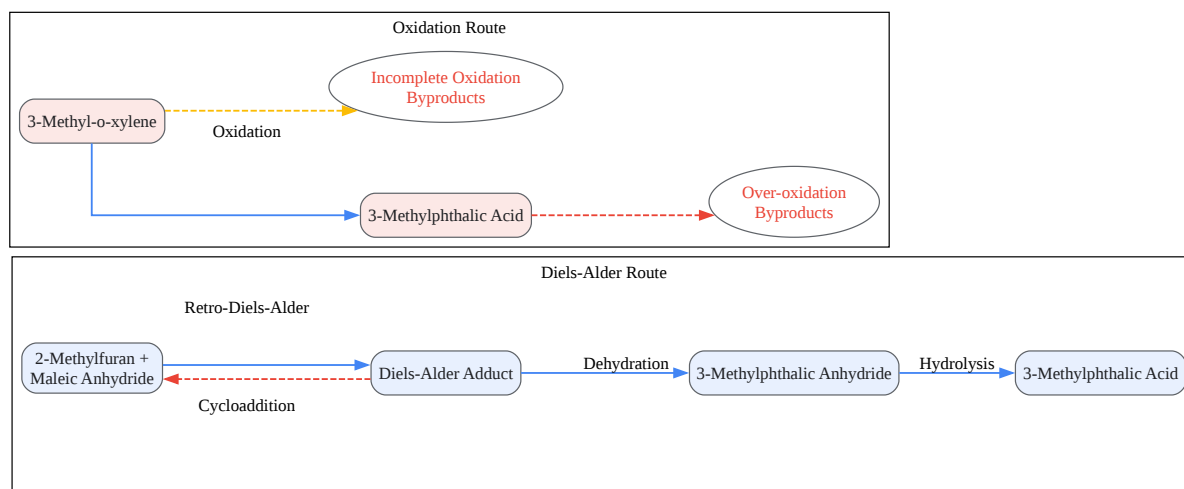 Oxidation Route
Incomplete Oxidation
Byproducts
3-Methyl-o-xylene
Oxidation
Over-oxidation
Byproducts
3-Methylphthalic Acid
Diels-Alder Route
Retro-Diels-Alder
2-Methylfuran +
Maleic Anhydride
Diels-Alder Adduct
Dehydration
3-Methylphthalic Anhydride
Hydrolysis
3-Methylphthalic Acid
Cycloaddition